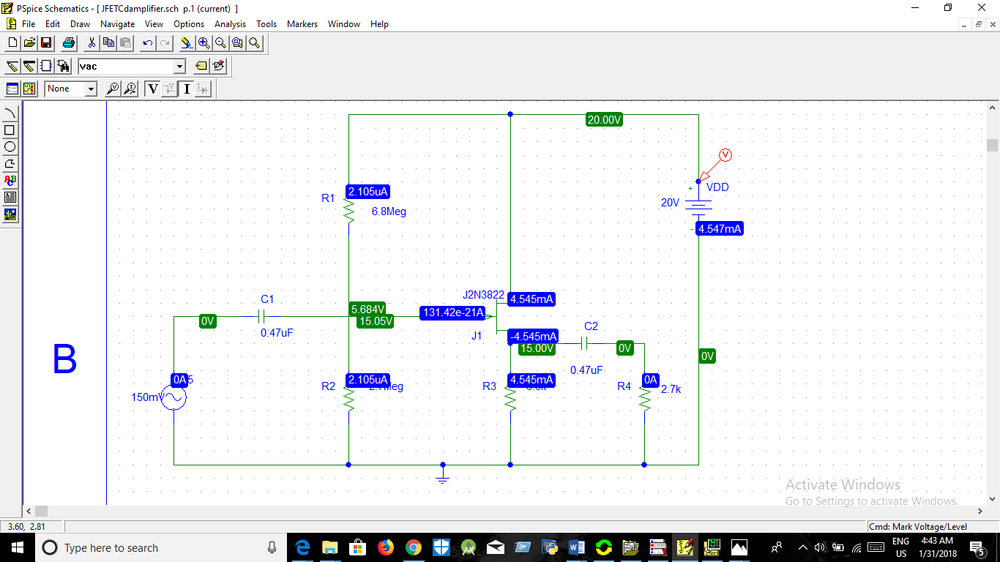 PSpice Schematics - [ JFETCdamplifier.sch p.1 (current) ]
File Edit Draw Navigate View Options Analysis Tools Markers Window Help
vac
None V V I I
ABC
20.00V
V
VDD
+
20V
-
4.547mA
2.105uA
R1
6.8Meg
J2N3822
4.545mA
C1
5.684V
131.42e-21A
0V
15.05V
0.47uF
J1
-4.545mA
C2
15.00V
0V
0V
B
0.47uF
0A 5
2.105uA
4.545mA
0A
R2
R3
R4
2.7k
150mV
Activate Windows
Go to Settings to activate Windows.
3.60, 2.81
Cmd: Mark Voltage/Level
Type here to search
ENG
US
4:43 AM
1/31/2018
5